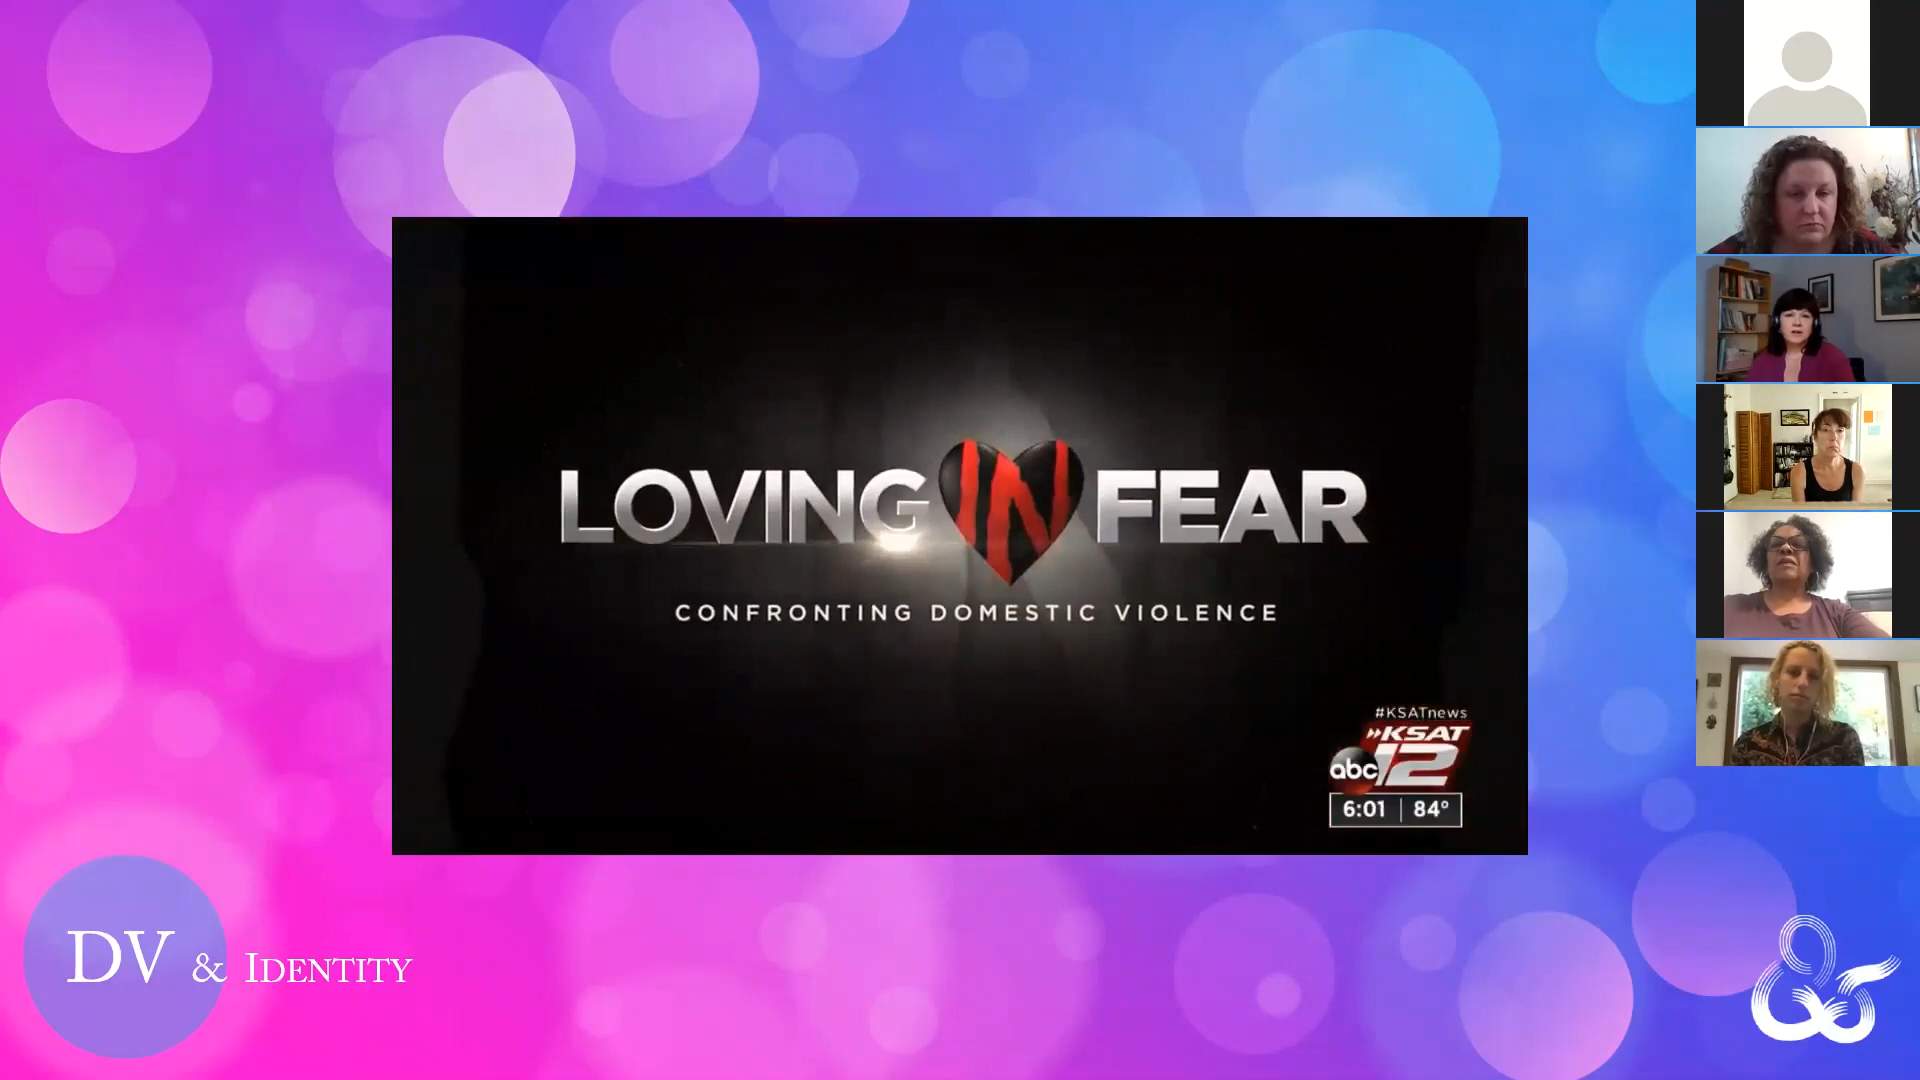 LOVING IN FEAR
CONFRONTING DOMESTIC VIOLENCE
#KSATnews
KSAT
abc 12
6:01 | 84°
DV & IDENTITY